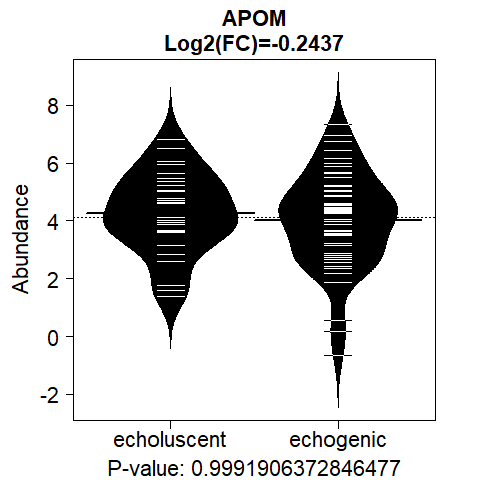 APOM
Log2(FC)=-0.2437
Abundance
8
6
4
2
0
-2
echoluscent echogenic
P-value: 0.9991906372846477